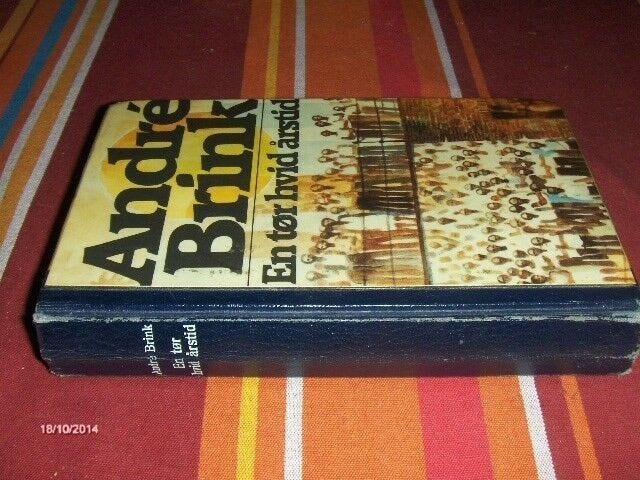 André
Brink
En tør hvid årstid
André Brink
En tør
hvid årstid
18/10/2014